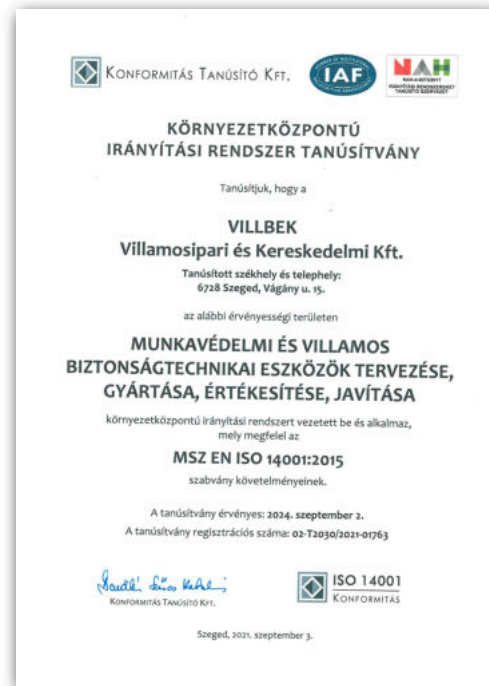 KONFORMITÁS TANÚSÍTÓ KFT.
IAF
NAH
TANÚSÍTÓ SZERVEZET
KÖRNYEZETKÖZPONTÚ
IRÁNYÍTÁSI RENDSZER TANÚSÍTVÁNY
Tanúsítjuk, hogy a
VILLBEK
Villamosipari és Kereskedelmi Kft.
Tanúsított székhely és telephely:
6728 Szeged, Vágány u. 15.
az alábbi érvényességi területen
MUNKAVÉDELMI ÉS VILLAMOS
BIZTONSÁGTECHNIKAI ESZKÖZÖK TERVEZÉSE,
GYÁRTÁSA, ÉRTÉKESÍTÉSE, JAVÍTÁSA
környezetközpontú irányítási rendszert vezetett be és alkalmaz,
mely megfelel az
MSZ EN ISO 14001:2015
szabvány követelményeinek.
A tanúsítvány érvényes: 2024. szeptember 2.
A tanúsítvány regisztrációs száma: 02-T2030/2021-01763
KONFORMITÁS TANÚSÍTÓ KFT.
ISO 14001
KONFORMITÁS
Szeged, 2021. szeptember 3.